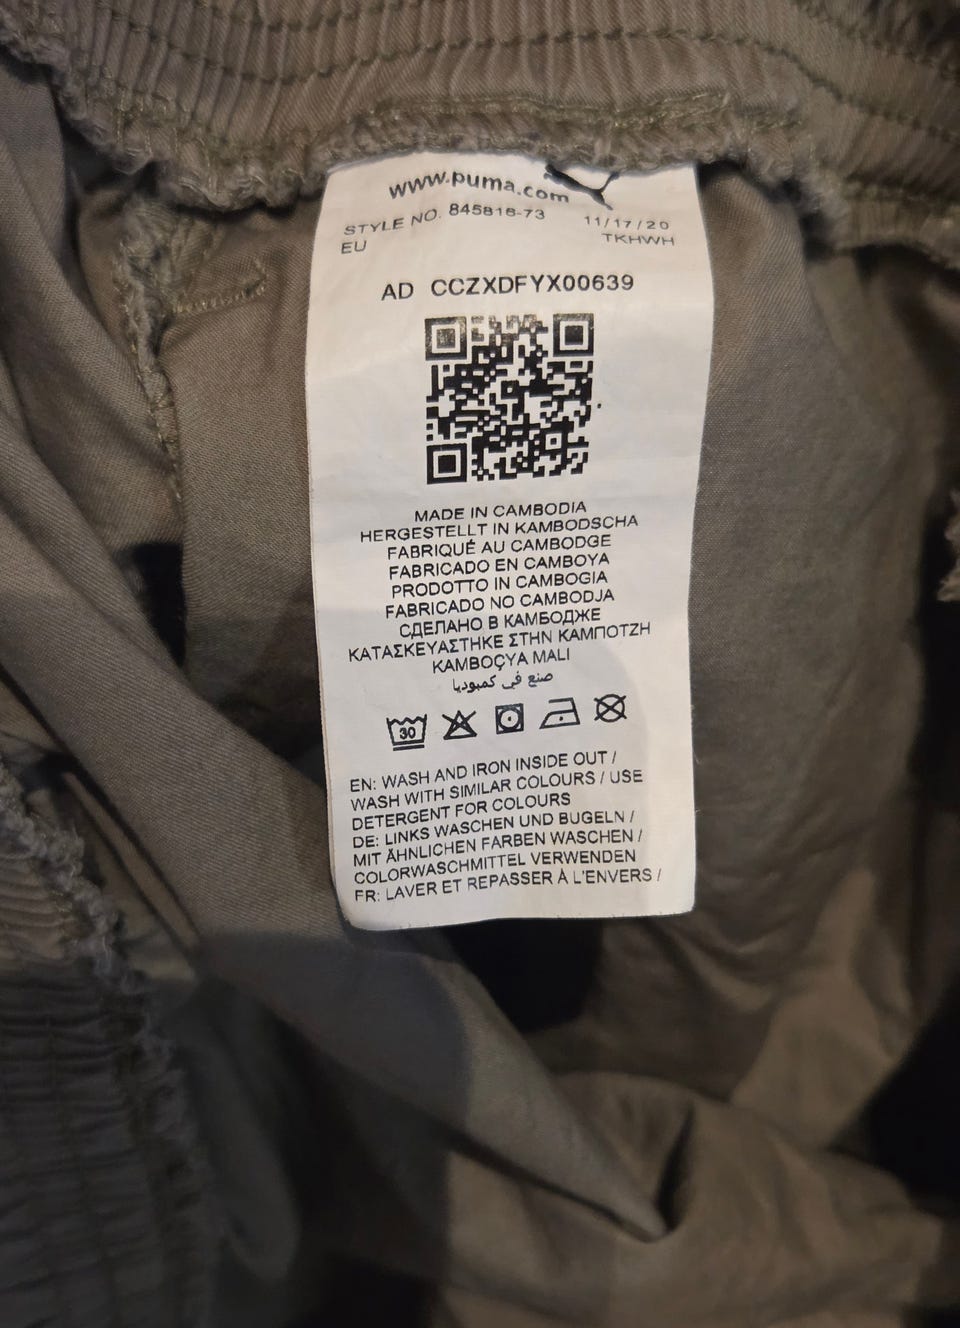 www.puma.com
STYLE NO. 845816-73 11/17/20
EU TKHWH
AD CCZXDFYX00639
MADE IN CAMBODIA
HERGESTELLT IN KAMBODSCHA
FABRIQUÉ AU CAMBODGE
FABRICADO EN CAMBOYA
PRODOTTO IN CAMBOGIA
FABRICADO NO CAMBODJA
СДЕЛАНО В КАМБОДЖЕ
ΚΑΤΑΣΚΕΥΑΣΤΗΚΕ ΣΤΗΝ ΚΑΜΠΟΤΖΗ
KAMBOÇYA MALI
صنع في كمبوديا
30
EN: WASH AND IRON INSIDE OUT /
WASH WITH SIMILAR COLOURS / USE
DETERGENT FOR COLOURS
DE: LINKS WASCHEN UND BUGELN /
MIT ÄHNLICHEN FARBEN WASCHEN /
COLORWASCHMITTEL VERWENDEN
FR: LAVER ET REPASSER À L'ENVERS /